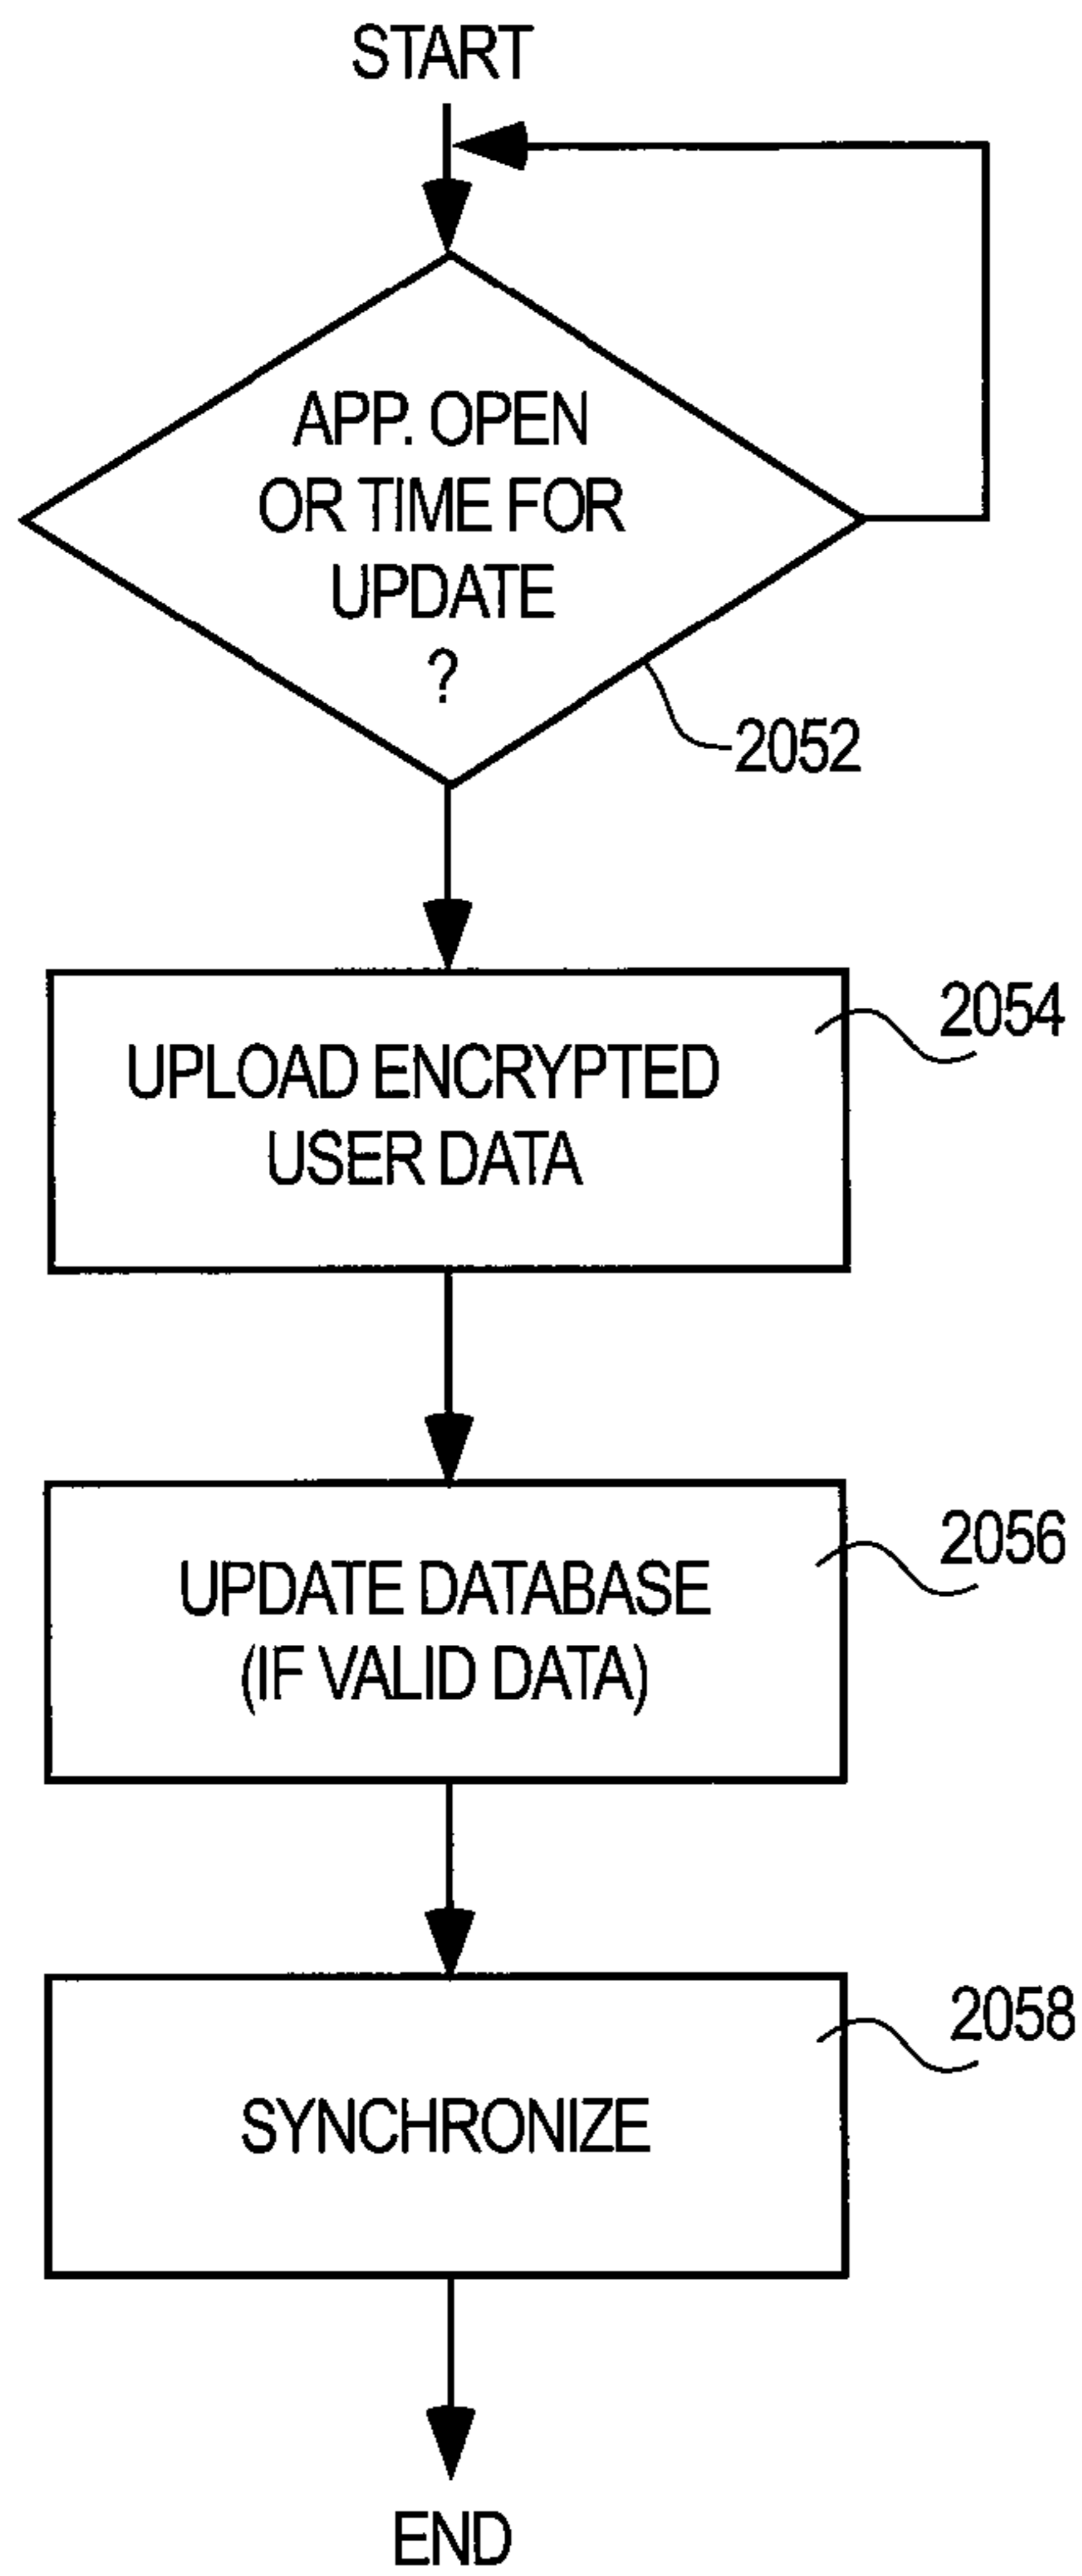 START
APP. OPEN
OR TIME FOR
UPDATE
?
2052
2054
UPLOAD ENCRYPTED
USER DATA
2056
UPDATE DATABASE
(IF VALID DATA)
2058
SYNCHRONIZE
END